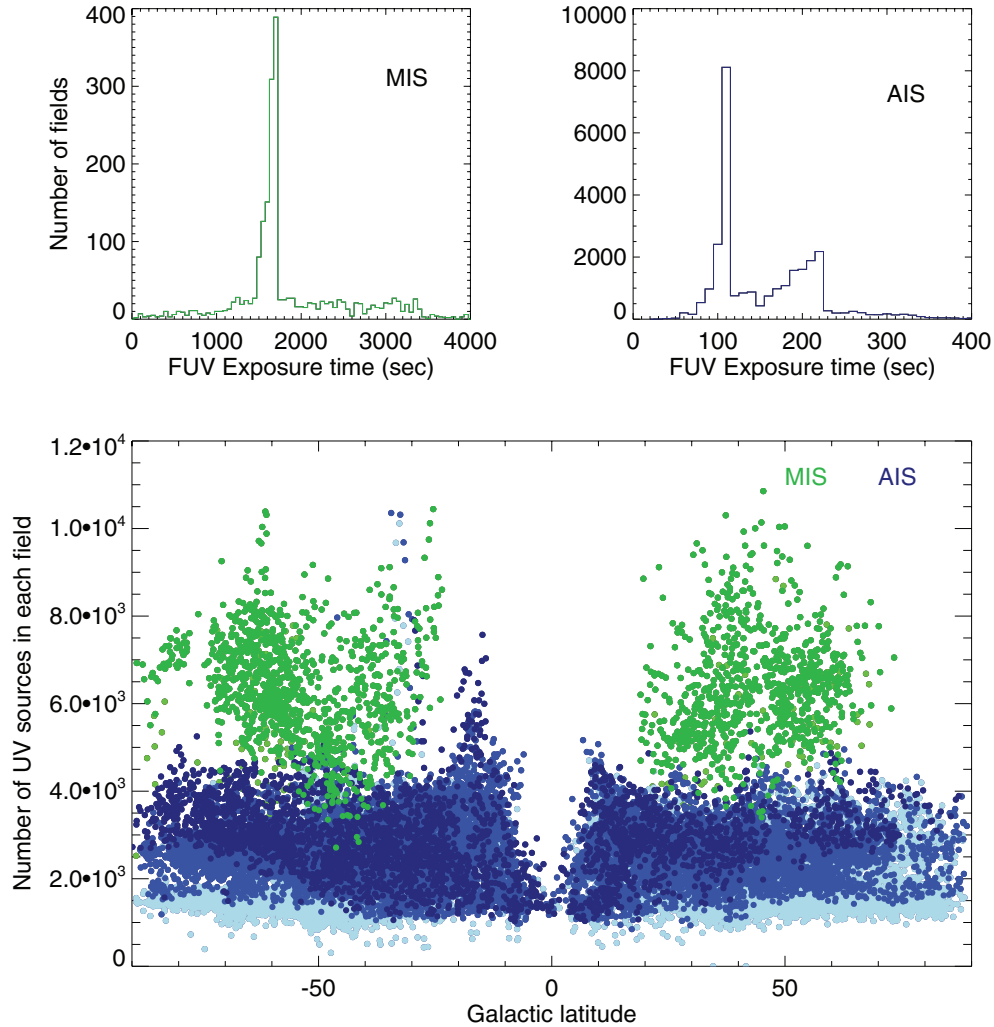 400
300
200
100
0
Number of fields
MIS
0 1000 2000 3000 4000
FUV Exposure time (sec)
10000
8000
6000
4000
2000
0
AIS
0 100 200 300 400
FUV Exposure time (sec)
1.2•10⁴
1.0•10⁴
8.0•10³
6.0•10³
4.0•10³
2.0•10³
0
Number of UV sources in each field
MIS AIS
-50 0 50
Galactic latitude